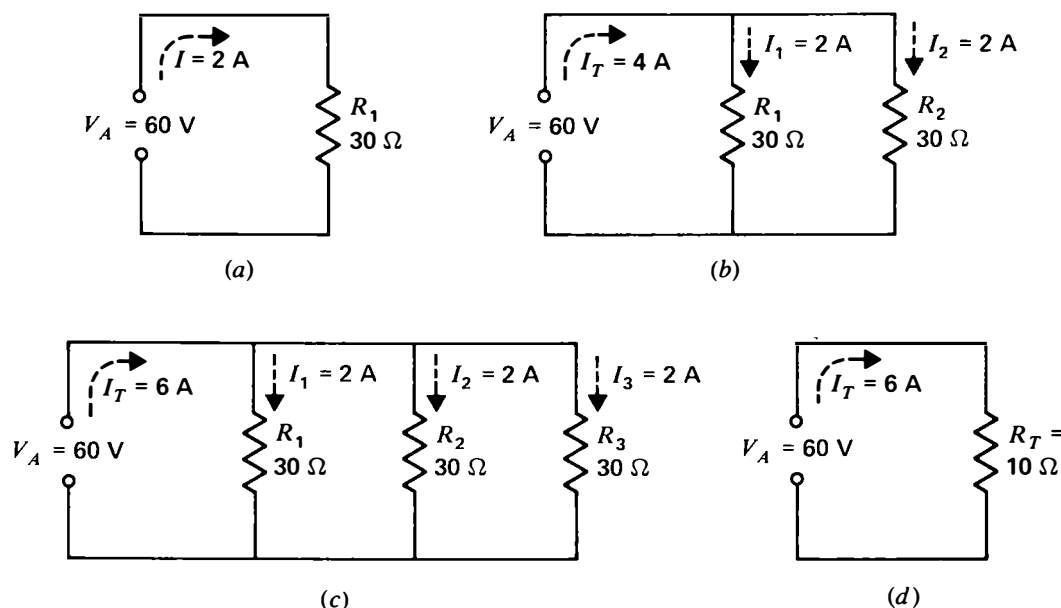 I = 2 A
V_A = 60 V
R_1
30 Ω
(a)
I_T = 4 A
I_1 = 2 A
I_2 = 2 A
V_A = 60 V
R_1
30 Ω
R_2
30 Ω
(b)
I_T = 6 A
I_1 = 2 A
I_2 = 2 A
I_3 = 2 A
V_A = 60 V
R_1
30 Ω
R_2
30 Ω
R_3
30 Ω
(c)
I_T = 6 A
V_A = 60 V
R_T =
10 Ω
(d)